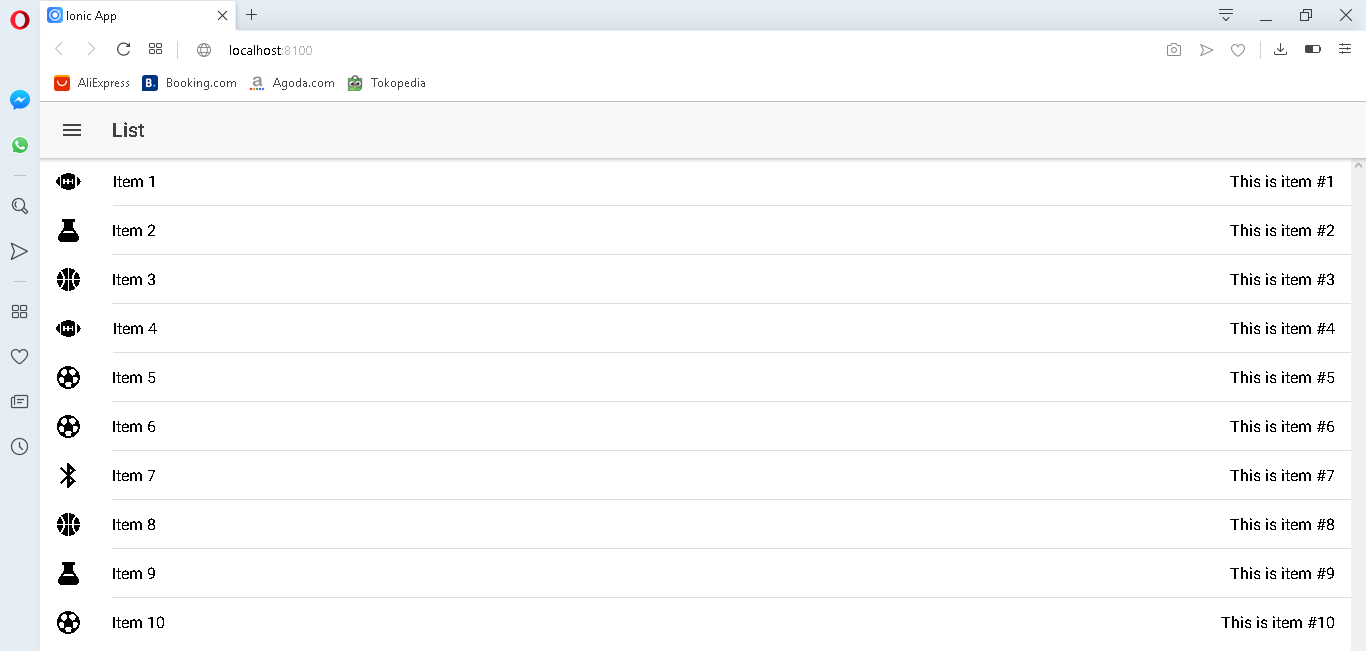 Ionic App
localhost:8100
AliExpress B. Booking.com a Agoda.com Tokopedia
List
Item 1 This is item #1
Item 2 This is item #2
Item 3 This is item #3
Item 4 This is item #4
Item 5 This is item #5
Item 6 This is item #6
Item 7 This is item #7
Item 8 This is item #8
Item 9 This is item #9
Item 10 This is item #10